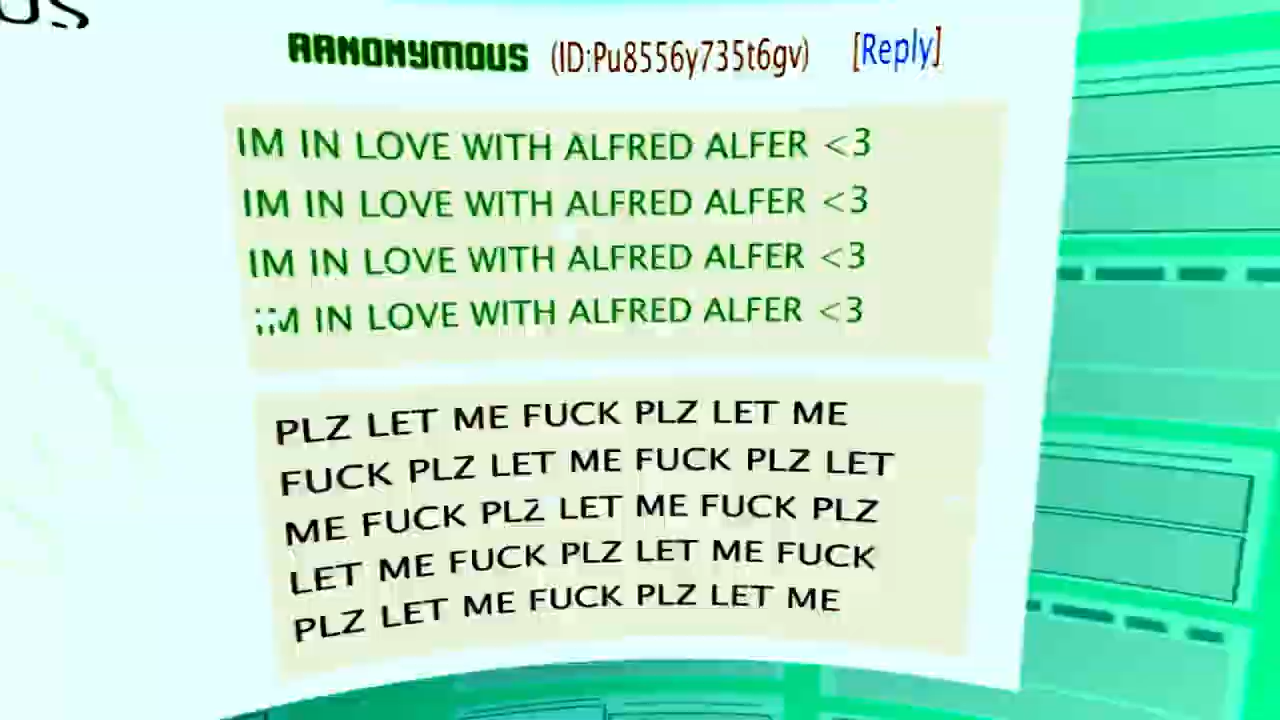 US
AANONYMOUS (ID:Pu8556y735t6gv) [Reply]
IM IN LOVE WITH ALFRED ALFER <3
IM IN LOVE WITH ALFRED ALFER <3
IM IN LOVE WITH ALFRED ALFER <3
IM IN LOVE WITH ALFRED ALFER <3
PLZ LET ME FUCK PLZ LET ME
FUCK PLZ LET ME FUCK PLZ LET
ME FUCK PLZ LET ME FUCK PLZ
LET ME FUCK PLZ LET ME FUCK
PLZ LET ME FUCK PLZ LET ME